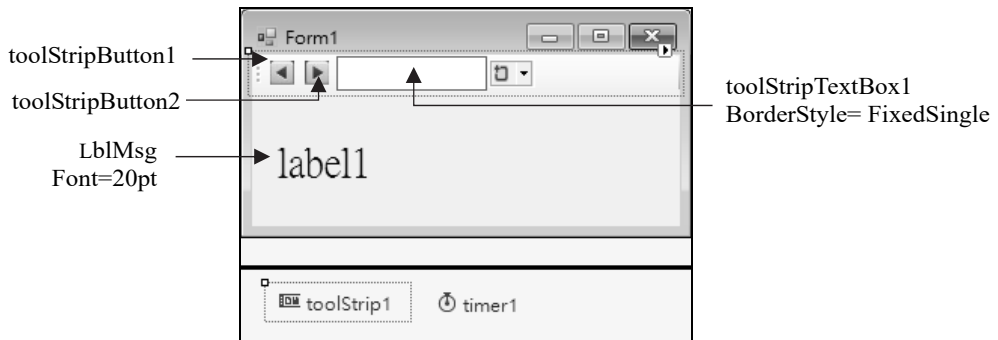 Form1
toolStripButton1
toolStripButton2
toolStripTextBox1
BorderStyle= FixedSingle
LblMsg
Font=20pt
label1
toolStrip1
timer1